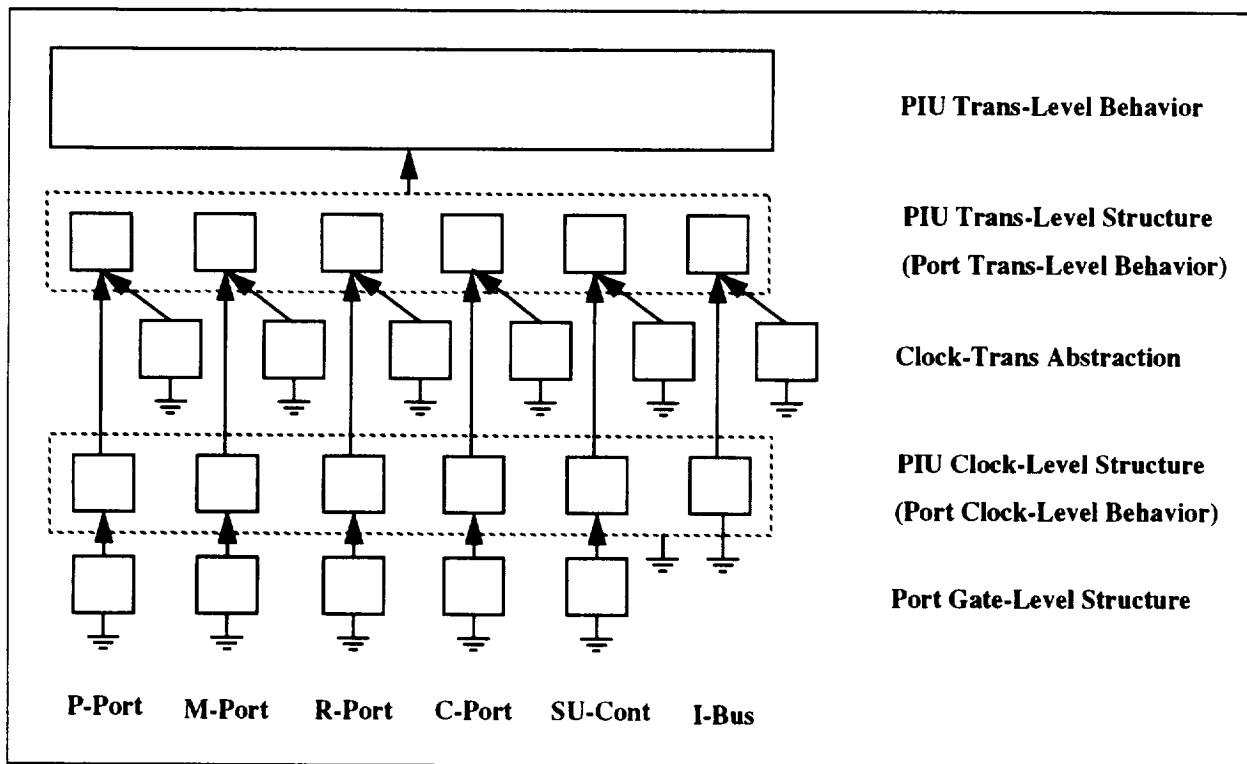 PIU Trans-Level Behavior
PIU Trans-Level Structure
(Port Trans-Level Behavior)
Clock-Trans Abstraction
PIU Clock-Level Structure
(Port Clock-Level Behavior)
Port Gate-Level Structure
P-Port M-Port R-Port C-Port SU-Cont I-Bus